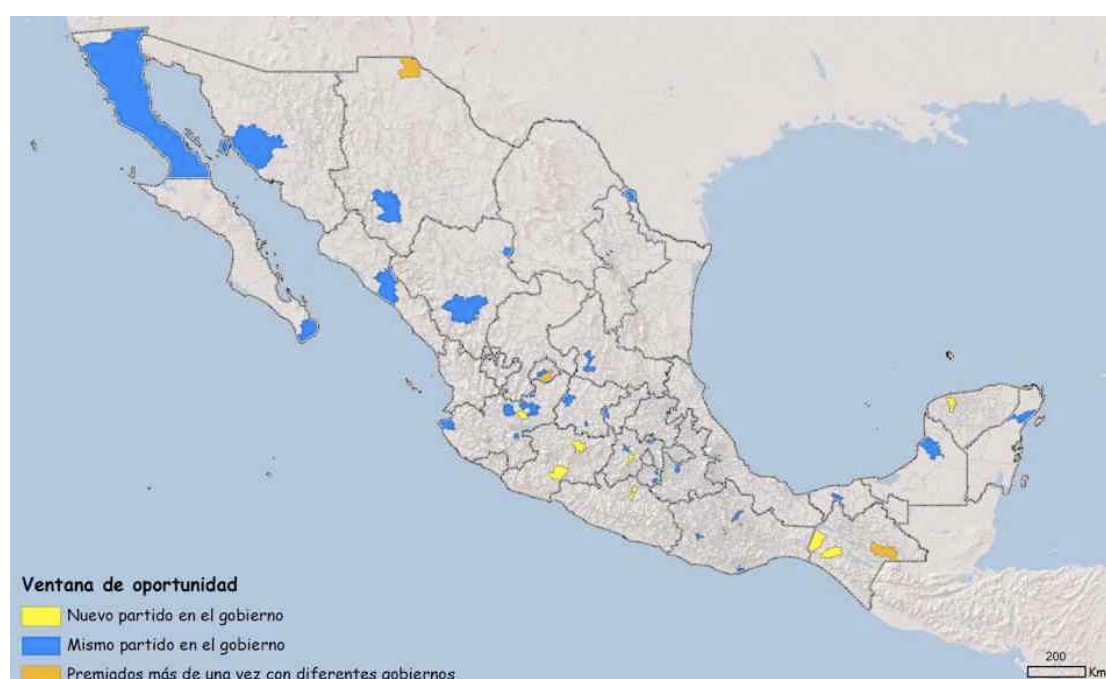 Ventana de oportunidad
Nuevo partido en el gobierno
Mismo partido en el gobierno
Premiados más de una vez con diferentes gobiernos
200
Km